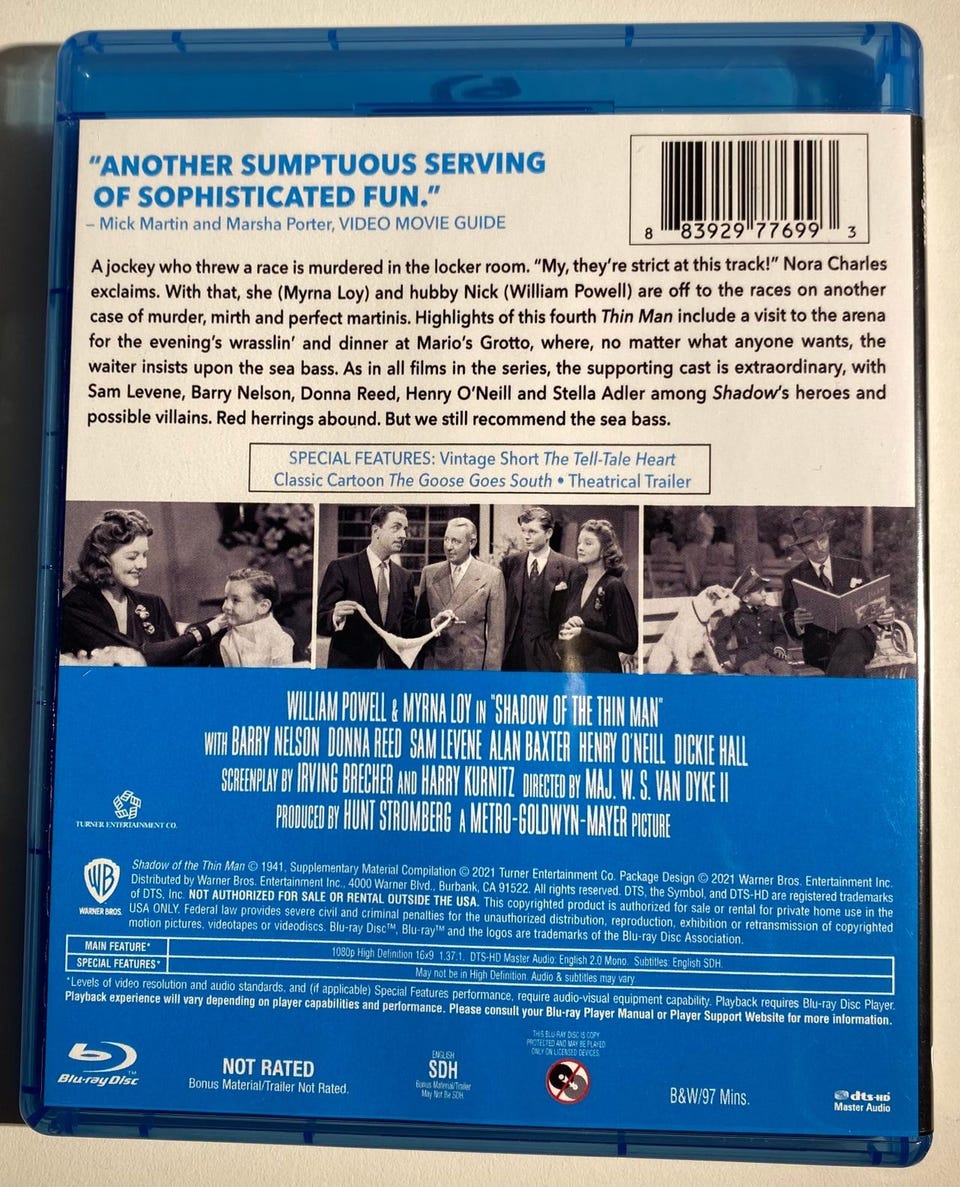 “ANOTHER SUMPTUOUS SERVING
OF SOPHISTICATED FUN.”
– Mick Martin and Marsha Porter, VIDEO MOVIE GUIDE
8 83929 77699 3
A jockey who threw a race is murdered in the locker room. “My, they’re strict at this track!” Nora Charles
exclaims. With that, she (Myrna Loy) and hubby Nick (William Powell) are off to the races on another
case of murder, mirth and perfect martinis. Highlights of this fourth Thin Man include a visit to the arena
for the evening’s wrasslin’ and dinner at Mario’s Grotto, where, no matter what anyone wants, the
waiter insists upon the sea bass. As in all films in the series, the supporting cast is extraordinary, with
Sam Levene, Barry Nelson, Donna Reed, Henry O’Neill and Stella Adler among Shadow’s heroes and
possible villains. Red herrings abound. But we still recommend the sea bass.
SPECIAL FEATURES: Vintage Short The Tell-Tale Heart
Classic Cartoon The Goose Goes South • Theatrical Trailer
WILLIAM POWELL & MYRNA LOY IN "SHADOW OF THE THIN MAN"
WITH BARRY NELSON DONNA REED SAM LEVENE ALAN BAXTER HENRY O'NEILL DICKIE HALL
SCREENPLAY BY IRVING BRECHER AND HARRY KURNITZ DIRECTED BY MAJ. W. S. VAN DYKE II
PRODUCED BY HUNT STROMBERG A METRO-GOLDWYN-MAYER PICTURE
TURNER ENTERTAINMENT CO.
WB
WARNER BROS.
Shadow of the Thin Man © 1941, Supplementary Material Compilation © 2021 Turner Entertainment Co. Package Design © 2021 Warner Bros. Entertainment Inc.
Distributed by Warner Bros. Entertainment Inc., 4000 Warner Blvd., Burbank, CA 91522. All rights reserved. DTS, the Symbol, and DTS-HD are registered trademarks
of DTS, Inc. NOT AUTHORIZED FOR SALE OR RENTAL OUTSIDE THE USA. This copyrighted product is authorized for sale or rental for private home use in the
USA ONLY. Federal law provides severe civil and criminal penalties for the unauthorized distribution, reproduction, exhibition or retransmission of copyrighted
motion pictures, videotapes or videodiscs. Blu-ray Disc™, Blu-ray™ and the logos are trademarks of the Blu-ray Disc Association.
MAIN FEATURE* 1080p High Definition 16x9 1.37.1. DTS-HD Master Audio: English 2.0 Mono. Subtitles: English SDH.
SPECIAL FEATURES* May not be in High Definition. Audio & subtitles may vary.
*Levels of video resolution and audio standards, and (if applicable) Special Features performance, require audio-visual equipment capability. Playback requires Blu-ray Disc Player.
Playback experience will vary depending on player capabilities and performance. Please consult your Blu-ray Player Manual or Player Support Website for more information.
Blu-ray Disc™
NOT RATED
Bonus Material/Trailer Not Rated.
ENGLISH
SDH
Bonus Material/Trailer
May Not Be SDH.
THIS BLU-RAY DISC IS COPY
PROTECTED AND MAY BE PLAYED
ONLY ON LICENSED DEVICES.
B&W/97 Mins.
dts-HD
Master Audio